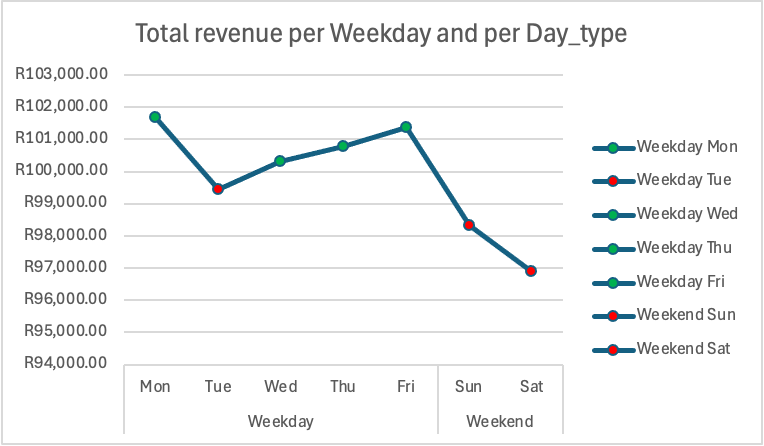 Total revenue per Weekday and per Day_type
R103,000.00
R102,000.00
R101,000.00
R100,000.00
R99,000.00
R98,000.00
R97,000.00
R96,000.00
R95,000.00
R94,000.00
Mon Tue Wed Thu Fri Sun Sat
Weekday Weekend
Weekday Mon
Weekday Tue
Weekday Wed
Weekday Thu
Weekday Fri
Weekend Sun
Weekend Sat